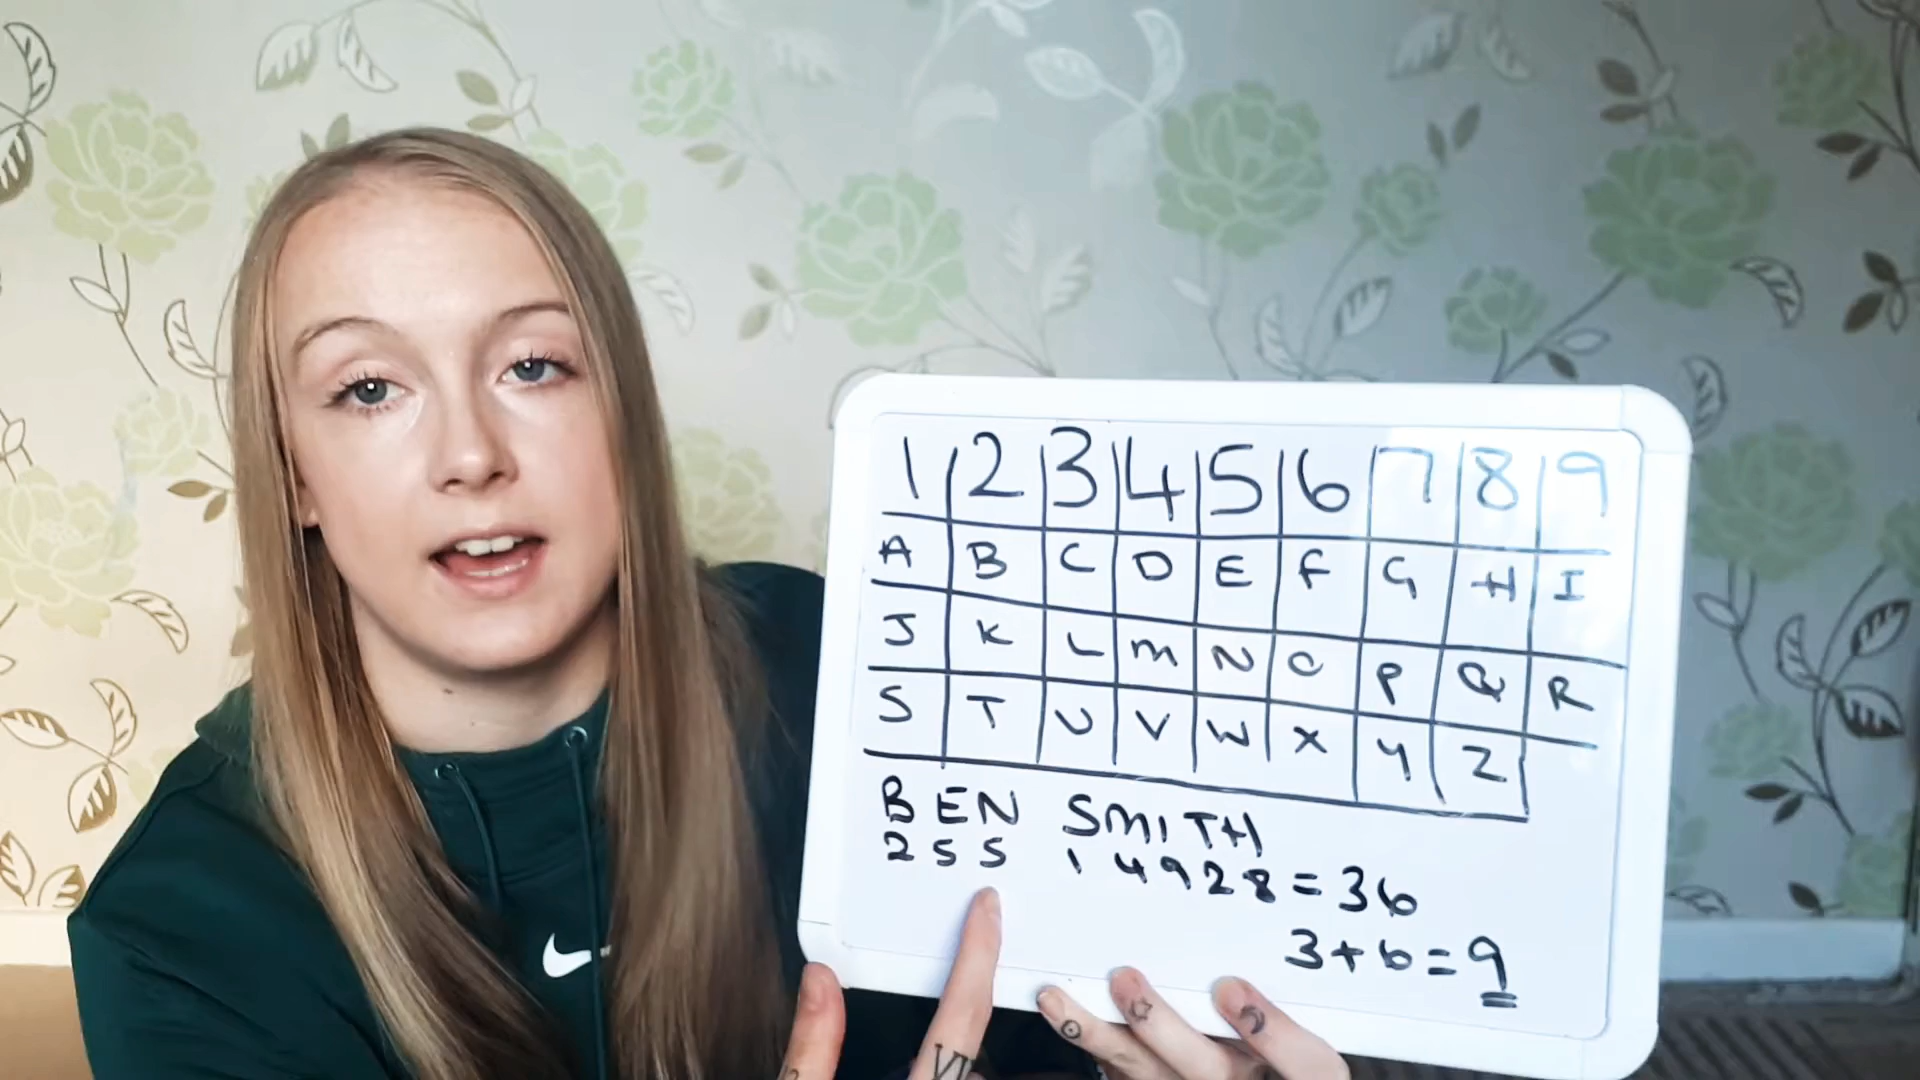 1 2 3 4 5 6 7 8 9
A B C D E F G H I
J K L M N O P Q R
S T U V W X Y Z
BEN SMITH
2 5 5 1 4 9 2 8 = 36
3+6=9
VII